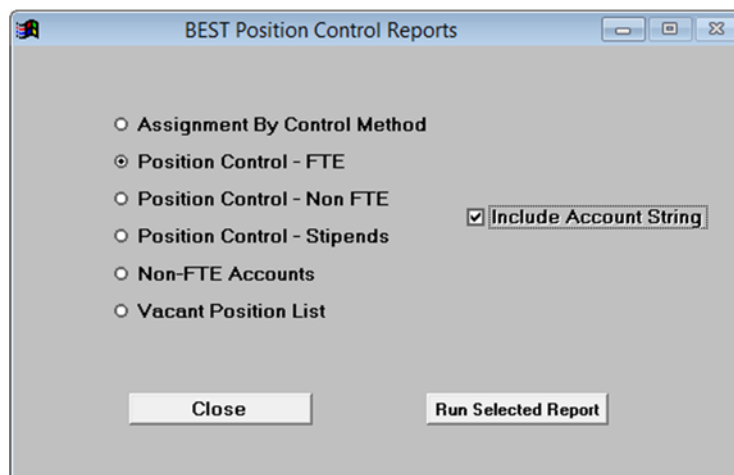 BEST Position Control Reports
Assignment By Control Method
Position Control - FTE
Position Control - Non FTE
Include Account String
Position Control - Stipends
Non-FTE Accounts
Vacant Position List
Close
Run Selected Report